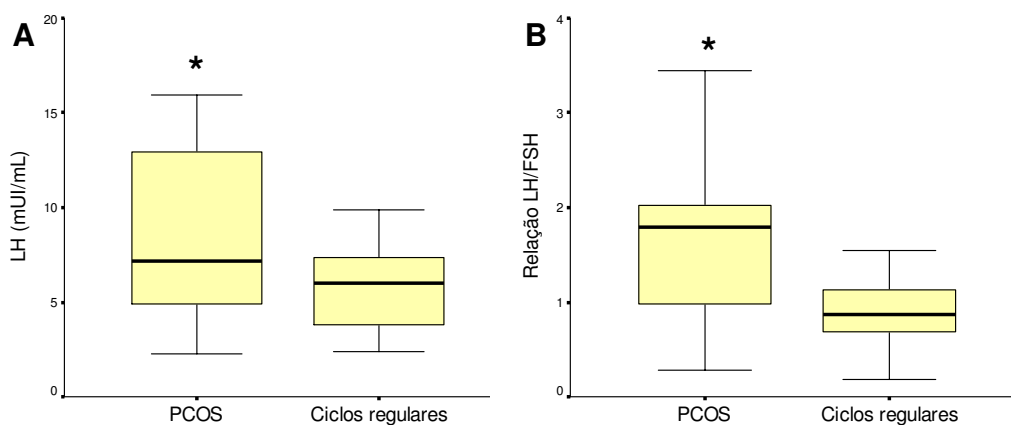 A
LH (mUI/mL)
20
15
10
5
0
*
PCOS
Ciclos regulares
B
Relação LH/FSH
4
3
2
1
0
*
PCOS
Ciclos regulares